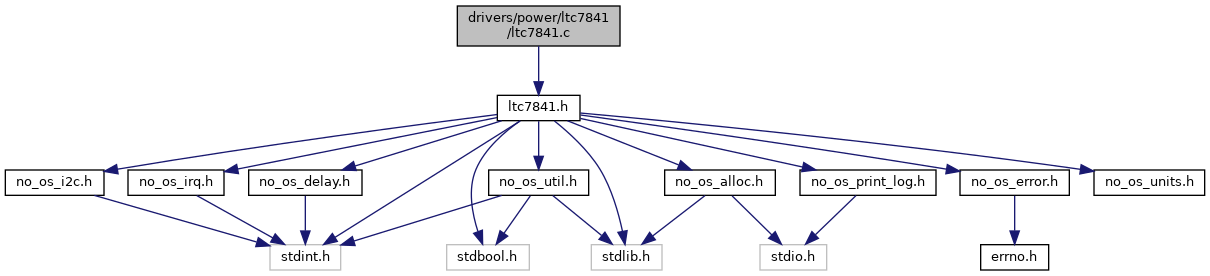 drivers/power/ltc7841
/ltc7841.c
ltc7841.h
no_os_i2c.h
no_os_irq.h
no_os_delay.h
no_os_util.h
no_os_alloc.h
no_os_print_log.h
no_os_error.h
no_os_units.h
stdint.h
stdbool.h
stdlib.h
stdio.h
errno.h